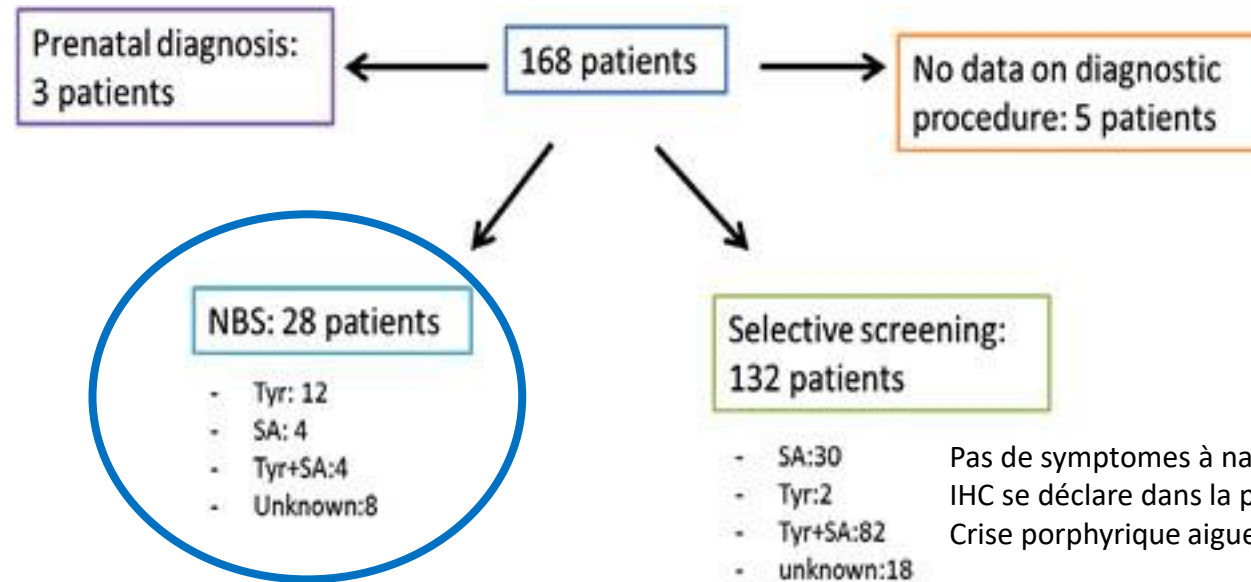 Prenatal diagnosis:
3 patients
168 patients
No data on diagnostic
procedure: 5 patients
NBS: 28 patients
- Tyr: 12
- SA: 4
- Tyr+SA:4
- Unknown:8
Selective screening:
132 patients
- SA:30
- Tyr:2
- Tyr+SA:82
- unknown:18
Pas de symptomes à na
IHC se déclare dans la p
Crise porphyrique aigue